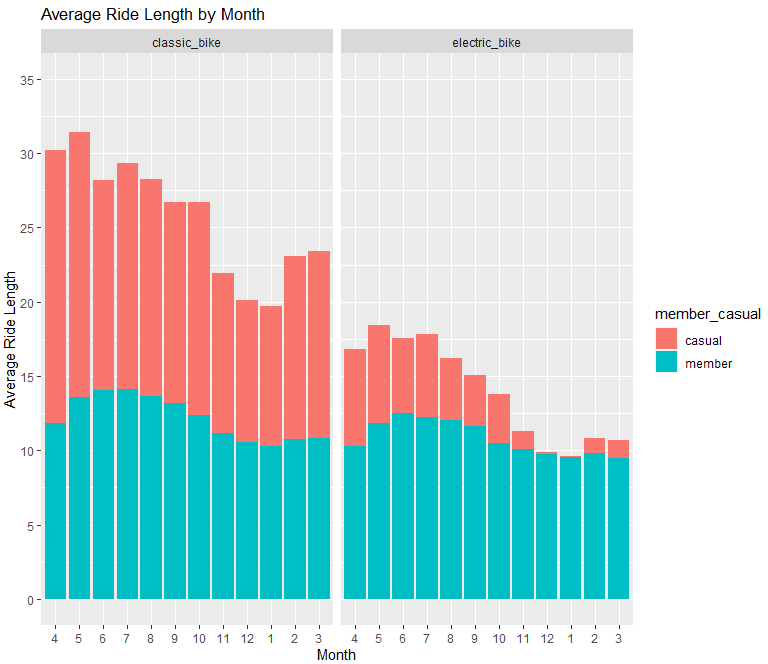 Average Ride Length by Month
classic_bike electric_bike
35
30
25
20
15
10
5
0
Average Ride Length
4 5 6 7 8 9 10 11 12 1 2 3 4 5 6 7 8 9 10 11 12 1 2 3
Month
member_casual
casual
member